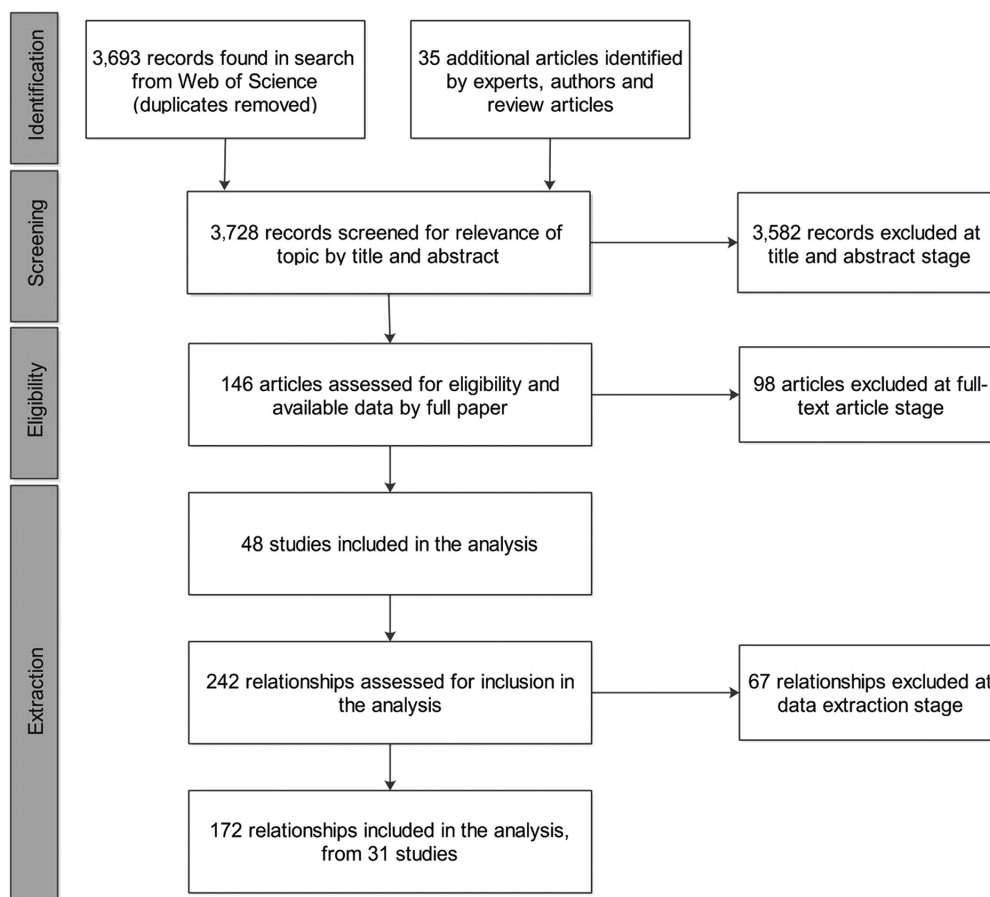 Identification
3,693 records found in search
from Web of Science
(duplicates removed)
35 additional articles identified
by experts, authors and
review articles
Screening
3,728 records screened for relevance of
topic by title and abstract
3,582 records excluded at
title and abstract stage
Eligibility
146 articles assessed for eligibility and
available data by full paper
98 articles excluded at full-
text article stage
Extraction
48 studies included in the analysis
242 relationships assessed for inclusion in
the analysis
67 relationships excluded at
data extraction stage
172 relationships included in the analysis,
from 31 studies